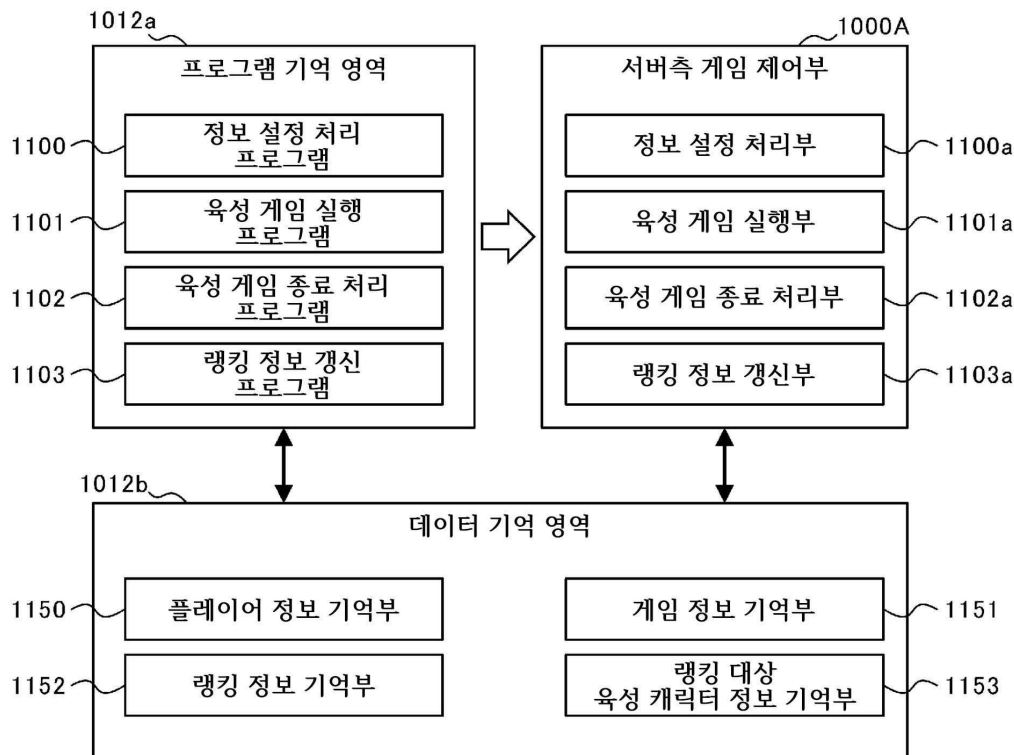 1012a
1000A
프로그램 기억 영역
서버측 게임 제어부
1100
정보 설정 처리
프로그램
정보 설정 처리부
1100a
1101
육성 게임 실행
프로그램
육성 게임 실행부
1101a
1102
육성 게임 종료 처리
프로그램
육성 게임 종료 처리부
1102a
1103
랭킹 정보 갱신
프로그램
랭킹 정보 갱신부
1103a
1012b
데이터 기억 영역
1150
플레이어 정보 기억부
게임 정보 기억부
1151
1152
랭킹 정보 기억부
랭킹 대상
육성 캐릭터 정보 기억부
1153